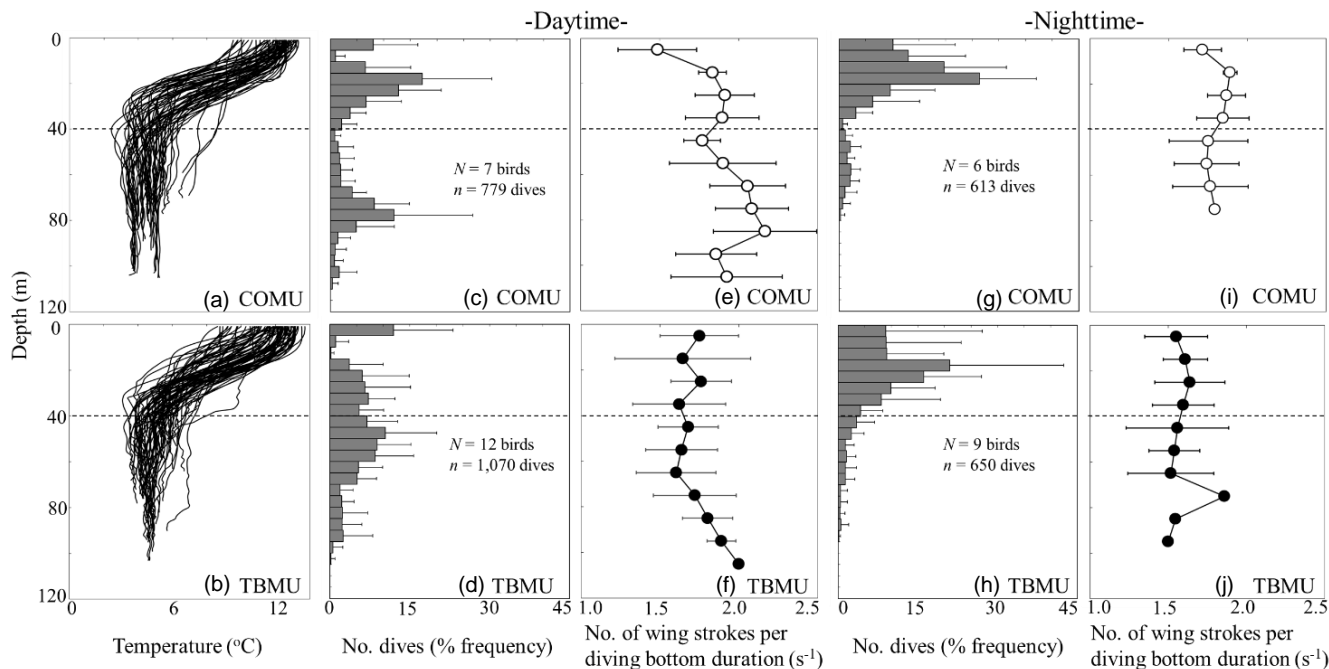 -Daytime-
-Nighttime-
0
40
80
120
Depth (m)
(a) COMU
(c) COMU
N = 7 birds
n = 779 dives
(e) COMU
(g) COMU
N = 6 birds
n = 613 dives
(i) COMU
0
40
80
120
(b) TBMU
(d) TBMU
N = 12 birds
n = 1,070 dives
(f) TBMU
(h) TBMU
N = 9 birds
n = 650 dives
(j) TBMU
0 6 12
0 15 30 45
1.0 1.5 2.0 2.5
0 15 30 45
1.0 1.5 2.0 2.5
Temperature (°C)
No. dives (% frequency)
No. of wing strokes per
diving bottom duration (s⁻¹)
No. dives (% frequency)
No. of wing strokes per
diving bottom duration (s⁻¹)